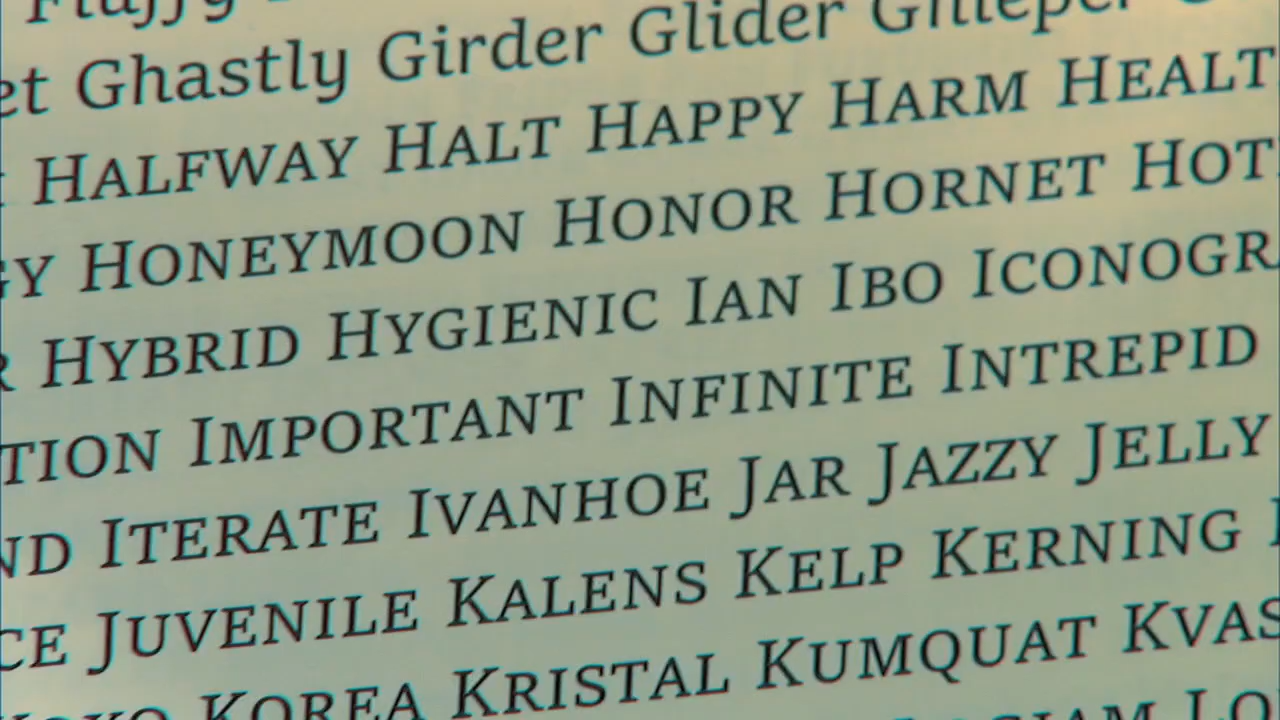 Fluffy
Ghastly Girder Glider
HALFWAY HALT HAPPY HARM
HONEYMOON HONOR HORNET
HYBRID HYGIENIC IAN IBO
IMPORTANT INFINITE INTREPID
ITERATE IVANHOE JAR JAZZY JELLY
JUVENILE KALENS KELP KERNING
KOREA KRISTAL KUMQUAT